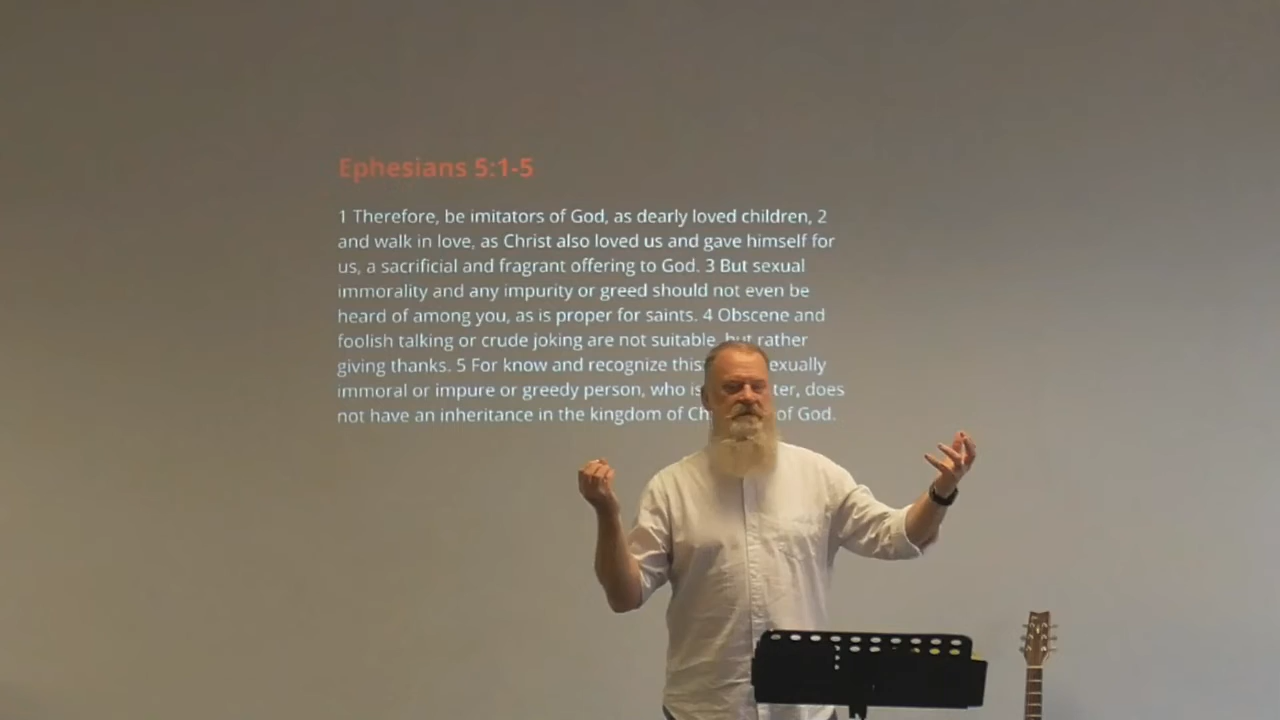 Ephesians 5:1-5
1 Therefore, be imitators of God, as dearly loved children, 2
and walk in love, as Christ also loved us and gave himself for
us, a sacrificial and fragrant offering to God. 3 But sexual
immorality and any impurity or greed should not even be
heard of among you, as is proper for saints. 4 Obscene and
foolish talking or crude joking are not suitable, but rather
giving thanks. 5 For know and recognize this: exually
immoral or impure or greedy person, who is ter, does
not have an inheritance in the kingdom of Ch of God.